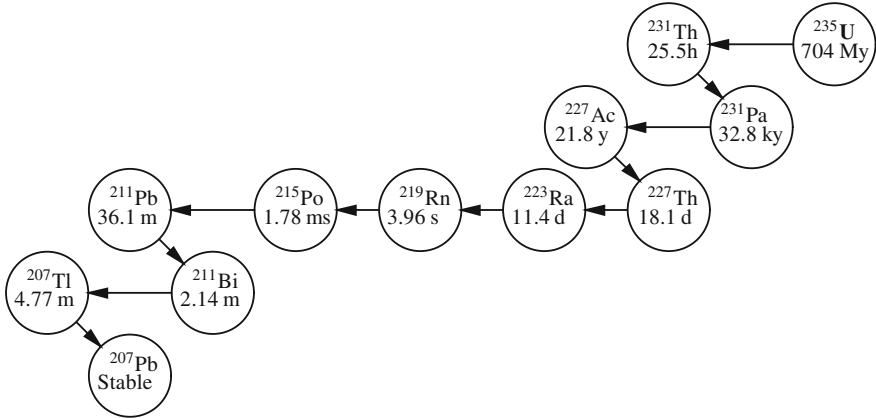 ²³¹Th
25.5h
²³⁵U
704 My
²²⁷Ac
21.8 y
²³¹Pa
32.8 ky
²¹¹Pb
36.1 m
²¹⁵Po
1.78 ms
²¹⁹Rn
3.96 s
²²³Ra
11.4 d
²²⁷Th
18.1 d
²⁰⁷Tl
4.77 m
²¹¹Bi
2.14 m
²⁰⁷Pb
Stable